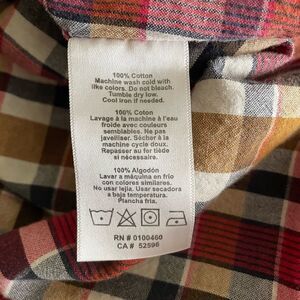 100% Cotton
Machine wash cold with
like colors. Do not bleach.
Tumble dry low.
Cool iron if needed.
100% Coton
Lavage à la machine à l'eau
froide avec couleurs
semblables. Ne pas
javelliser. Sécher à la
machine cycle doux.
Repasser au fer tiède
si nécessaire.
100% Algodón
Lavar a máquina en frío
con colores similares.
No usar lejia. Usar secadora
a baja temperatura.
Plancha fria.
RN # 0100460
CA # 52596